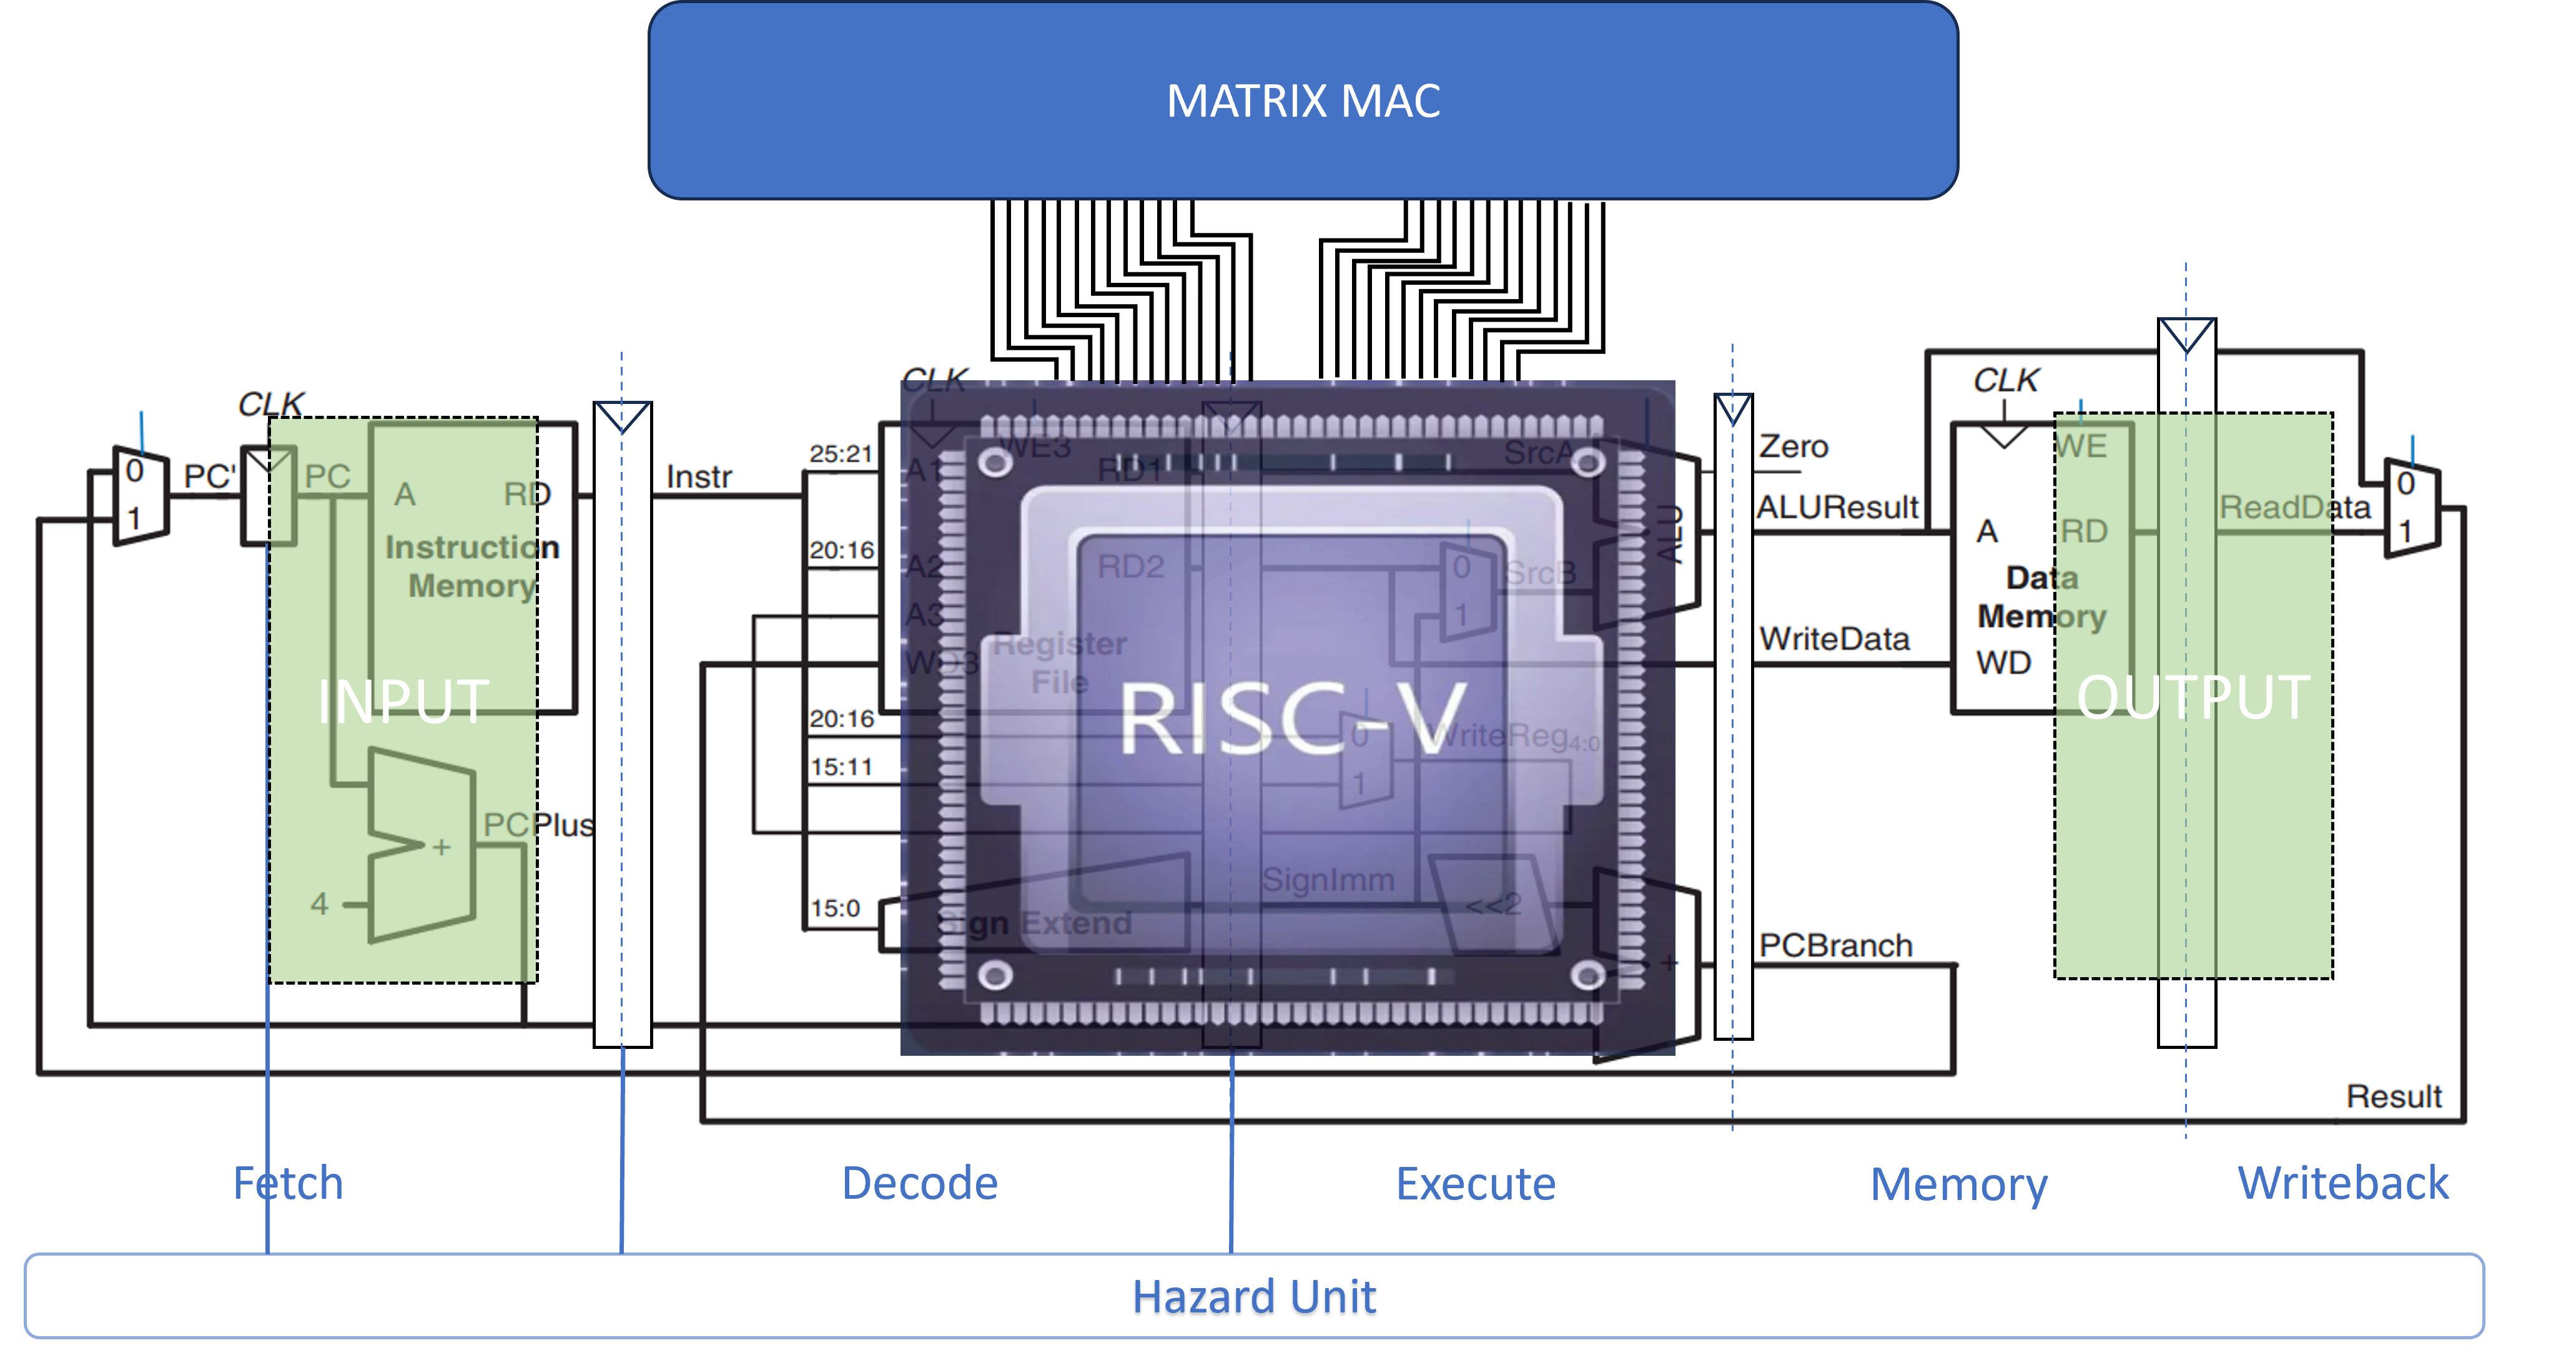 MATRIX MAC
CLK
0
1
PC'
PC
A
RD
Instruction
Memory
INPUT
PCPlus
+
4
Instr
25:21
20:16
20:16
15:11
15:0
CLK
WE3
A1
RD1
A2
RD2
A3
WD3
Register
File
RISC-V
SrcA
SrcB
0
1
ALU
0
1
WriteReg4:0
SignImm
<<2
Sign Extend
+
Zero
ALUResult
WriteData
PCBranch
CLK
WE
A
RD
Data
Memory
WD
OUTPUT
ReadData
0
1
Result
Fetch
Decode
Execute
Memory
Writeback
Hazard Unit